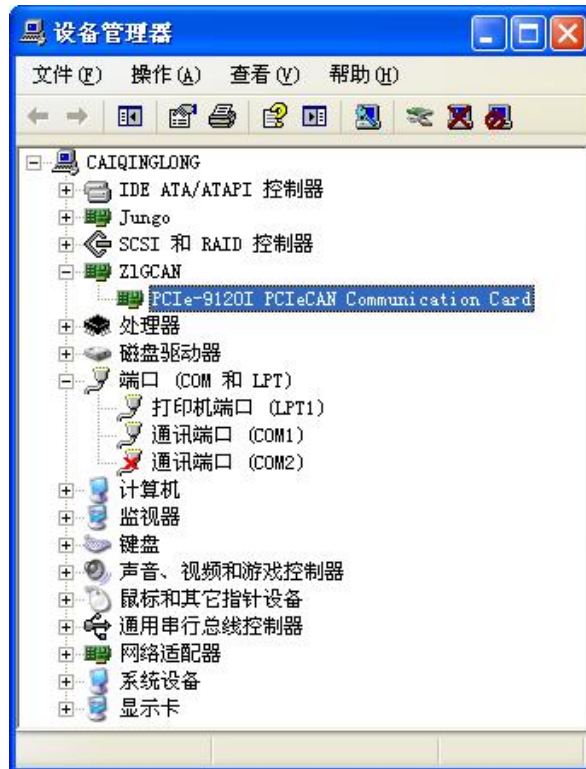 设备管理器
文件(F) 操作(A) 查看(V) 帮助(H)
CAIQINGLONG
IDE ATA/ATAPI 控制器
Jungo
SCSI 和 RAID 控制器
ZlGCAN
PCIe-9120I PCIeCAN Communication Card
处理器
磁盘驱动器
端口 (COM 和 LPT)
打印机端口 (LPT1)
通讯端口 (COM1)
通讯端口 (COM2)
计算机
监视器
键盘
声音、视频和游戏控制器
鼠标和其它指针设备
通用串行总线控制器
网络适配器
系统设备
显示卡